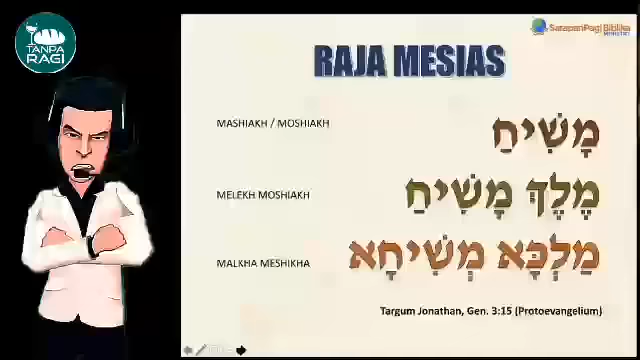 TANPA
RAGI
SarapanPagi Biblika
MINISTRY
RAJA MESIAS
MASHIAKH / MOSHIAKH
מָשִׁיחַ
MELEKH MOSHIAKH
מֶלֶךְ מָשִׁיחַ
MALKHA MESHIKHA
מַלְכָּא מְשִׁיחָא
Targum Jonathan, Gen. 3:15 (Protoevangelium)